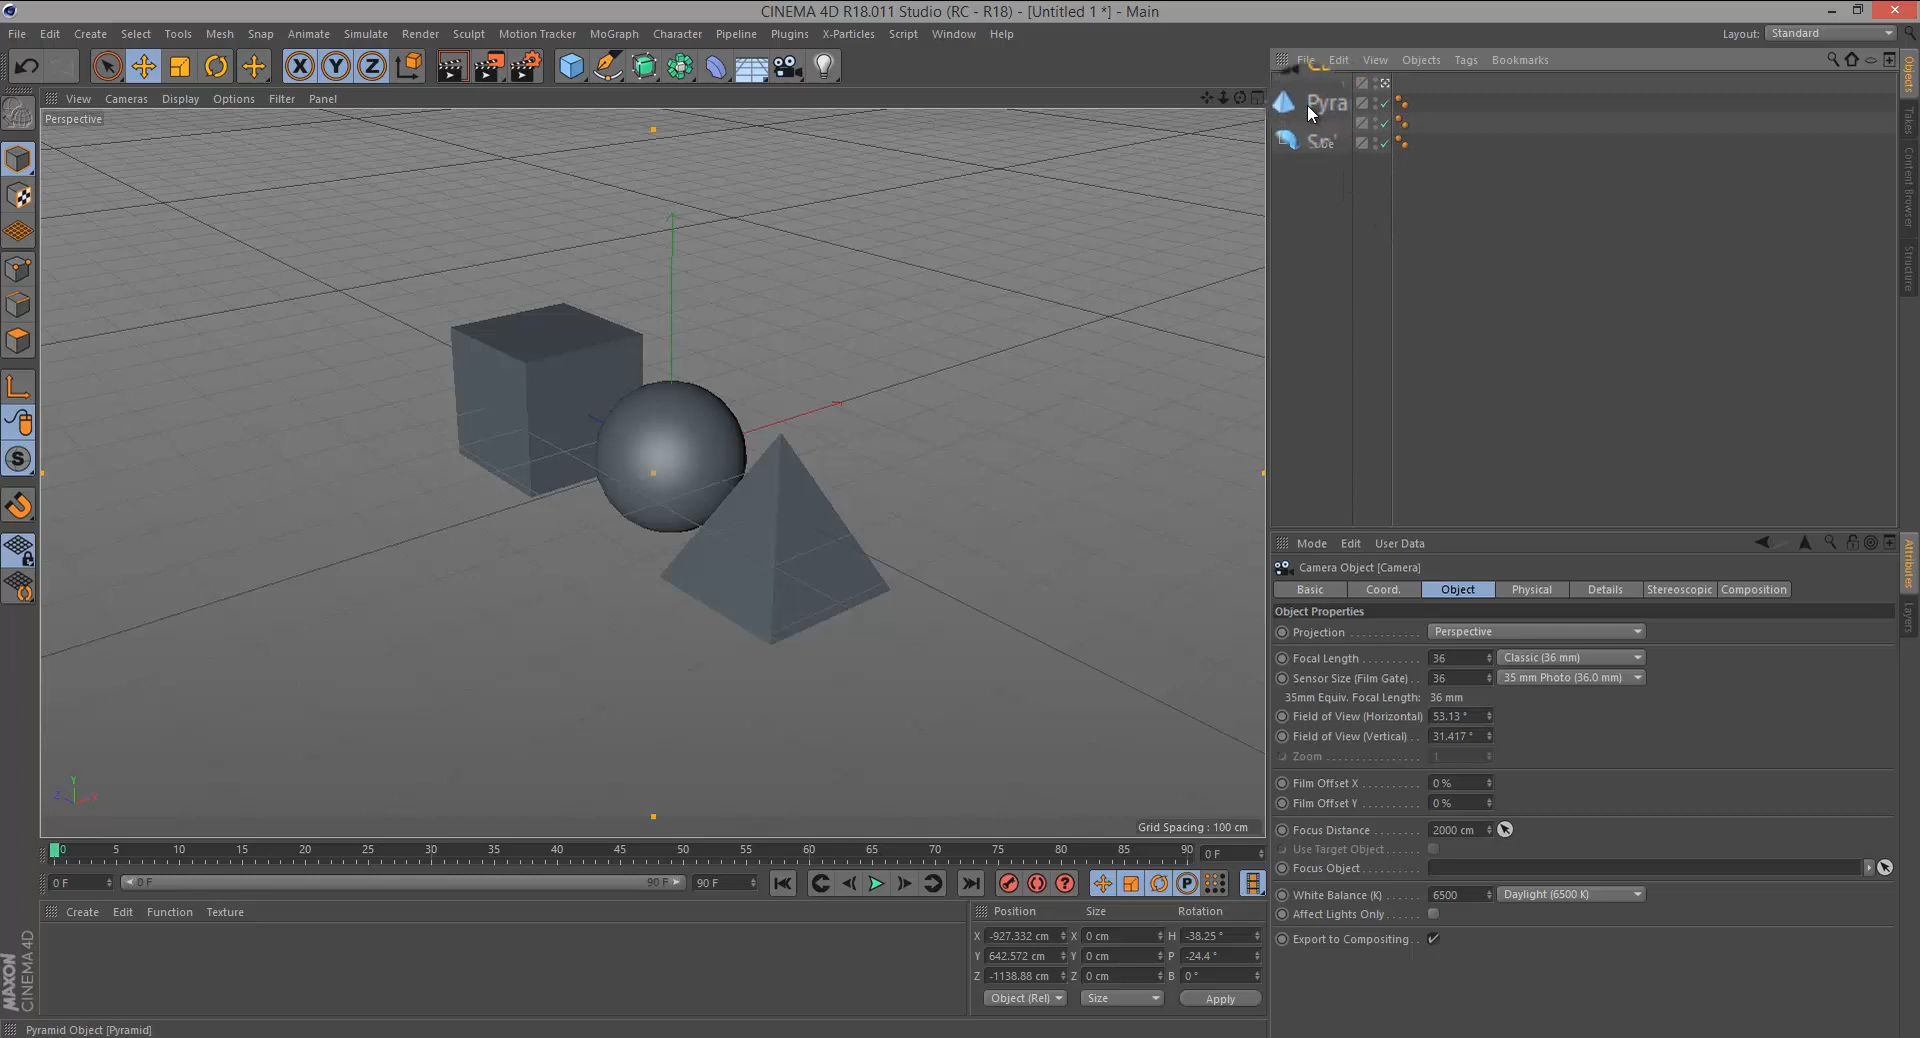 CINEMA 4D R18.011 Studio (RC - R18) - [Untitled 1 *] - Main
File Edit Create Select Tools Mesh Snap Animate Simulate Render Sculpt Motion Tracker MoGraph Character Pipeline Plugins X-Particles Script Window Help
Layout: Standard
File Edit View Objects Tags Bookmarks
View Cameras Display Options Filter Panel
Perspective
Pyra
Objects
Takes
Content Browser
Structure
X Y Z
Y
Z X
Grid Spacing : 100 cm
0 5 10 15 20 25 30 35 40 45 50 55 60 65 70 75 80 85 90
0 F
0 F
0 F 90 F
90 F
Create Edit Function Texture
Position Size Rotation
X -927.332 cm X 0 cm H -38.25 °
Y 642.572 cm Y 0 cm P -24.4 °
Z -1138.88 cm Z 0 cm B 0 °
Object (Rel) Size Apply
MAXON
CINEMA 4D
Pyramid Object [Pyramid]
Mode Edit User Data
Camera Object [Camera]
Basic Coord. Object Physical Details Stereoscopic Composition
Object Properties
Projection Perspective
Focal Length 36 Classic (36 mm)
Sensor Size (Film Gate) 36 35 mm Photo (36.0 mm)
35mm Equiv. Focal Length: 36 mm
Field of View (Horizontal) 53.13 °
Field of View (Vertical) 31.417 °
Zoom 1
Film Offset X 0 %
Film Offset Y 0 %
Focus Distance 2000 cm
Use Target Object
Focus Object
White Balance (K) 6500 Daylight (6500 K)
Affect Lights Only
Export to Compositing
Attributes
Layers